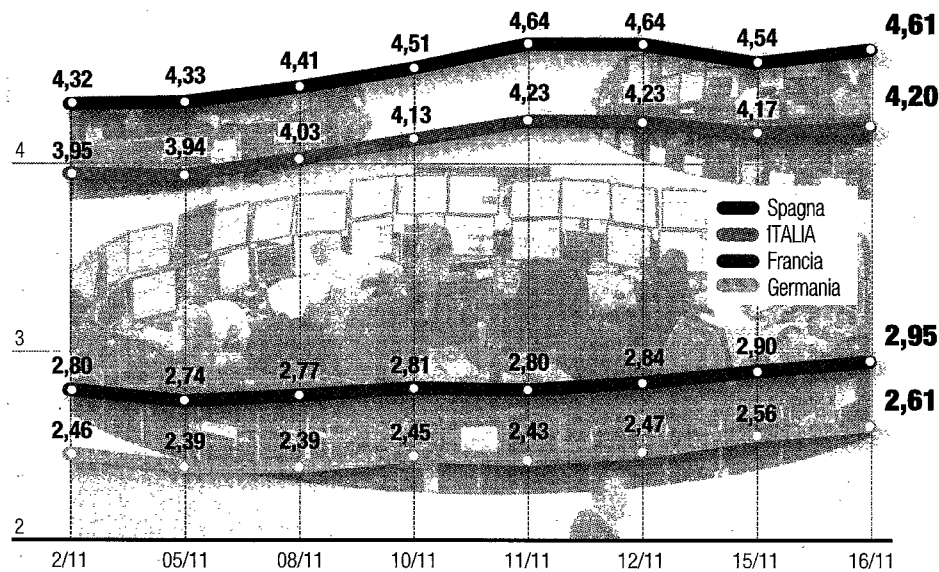 4,32 4,33 4,41 4,51 4,64 4,64 4,54 4,61
3,95 3,94 4,03 4,13 4,23 4,23 4,17 4,20
4
Spagna
ITALIA
Francia
Germania
3
2,80 2,74 2,77 2,81 2,80 2,84 2,90 2,95
2,46 2,39 2,39 2,45 2,43 2,47 2,56 2,61
2
2/11 05/11 08/11 10/11 11/11 12/11 15/11 16/11